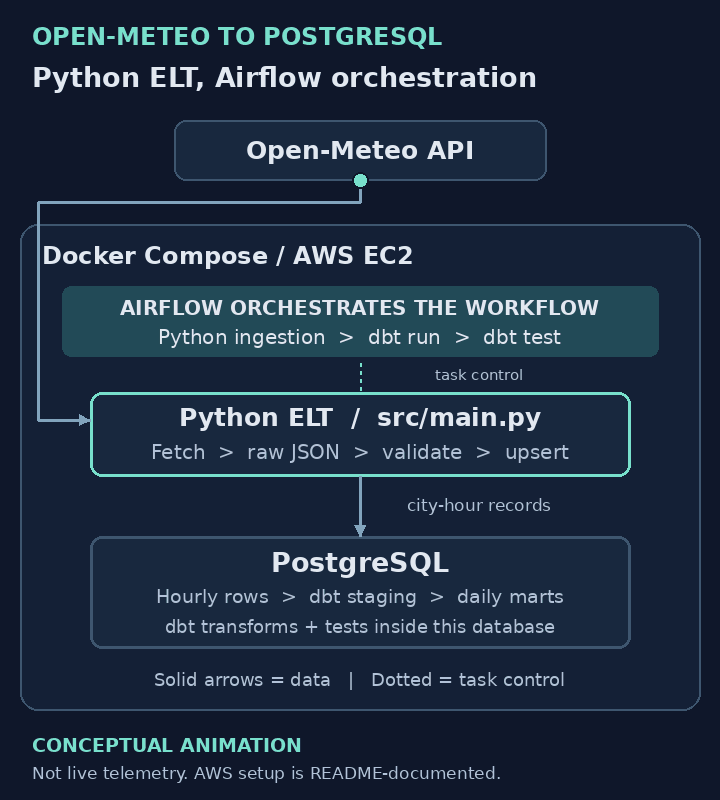 OPEN-METEO TO POSTGRESQL
Python ELT, Airflow orchestration
Open-Meteo API
Docker Compose / AWS EC2
AIRFLOW ORCHESTRATES THE WORKFLOW
Python ingestion > dbt run > dbt test
task control
Python ELT / src/main.py
Fetch > raw JSON > validate > upsert
city-hour records
PostgreSQL
Hourly rows > dbt staging > daily marts
dbt transforms + tests inside this database
Solid arrows = data | Dotted = task control
CONCEPTUAL ANIMATION
Not live telemetry. AWS setup is README-documented.